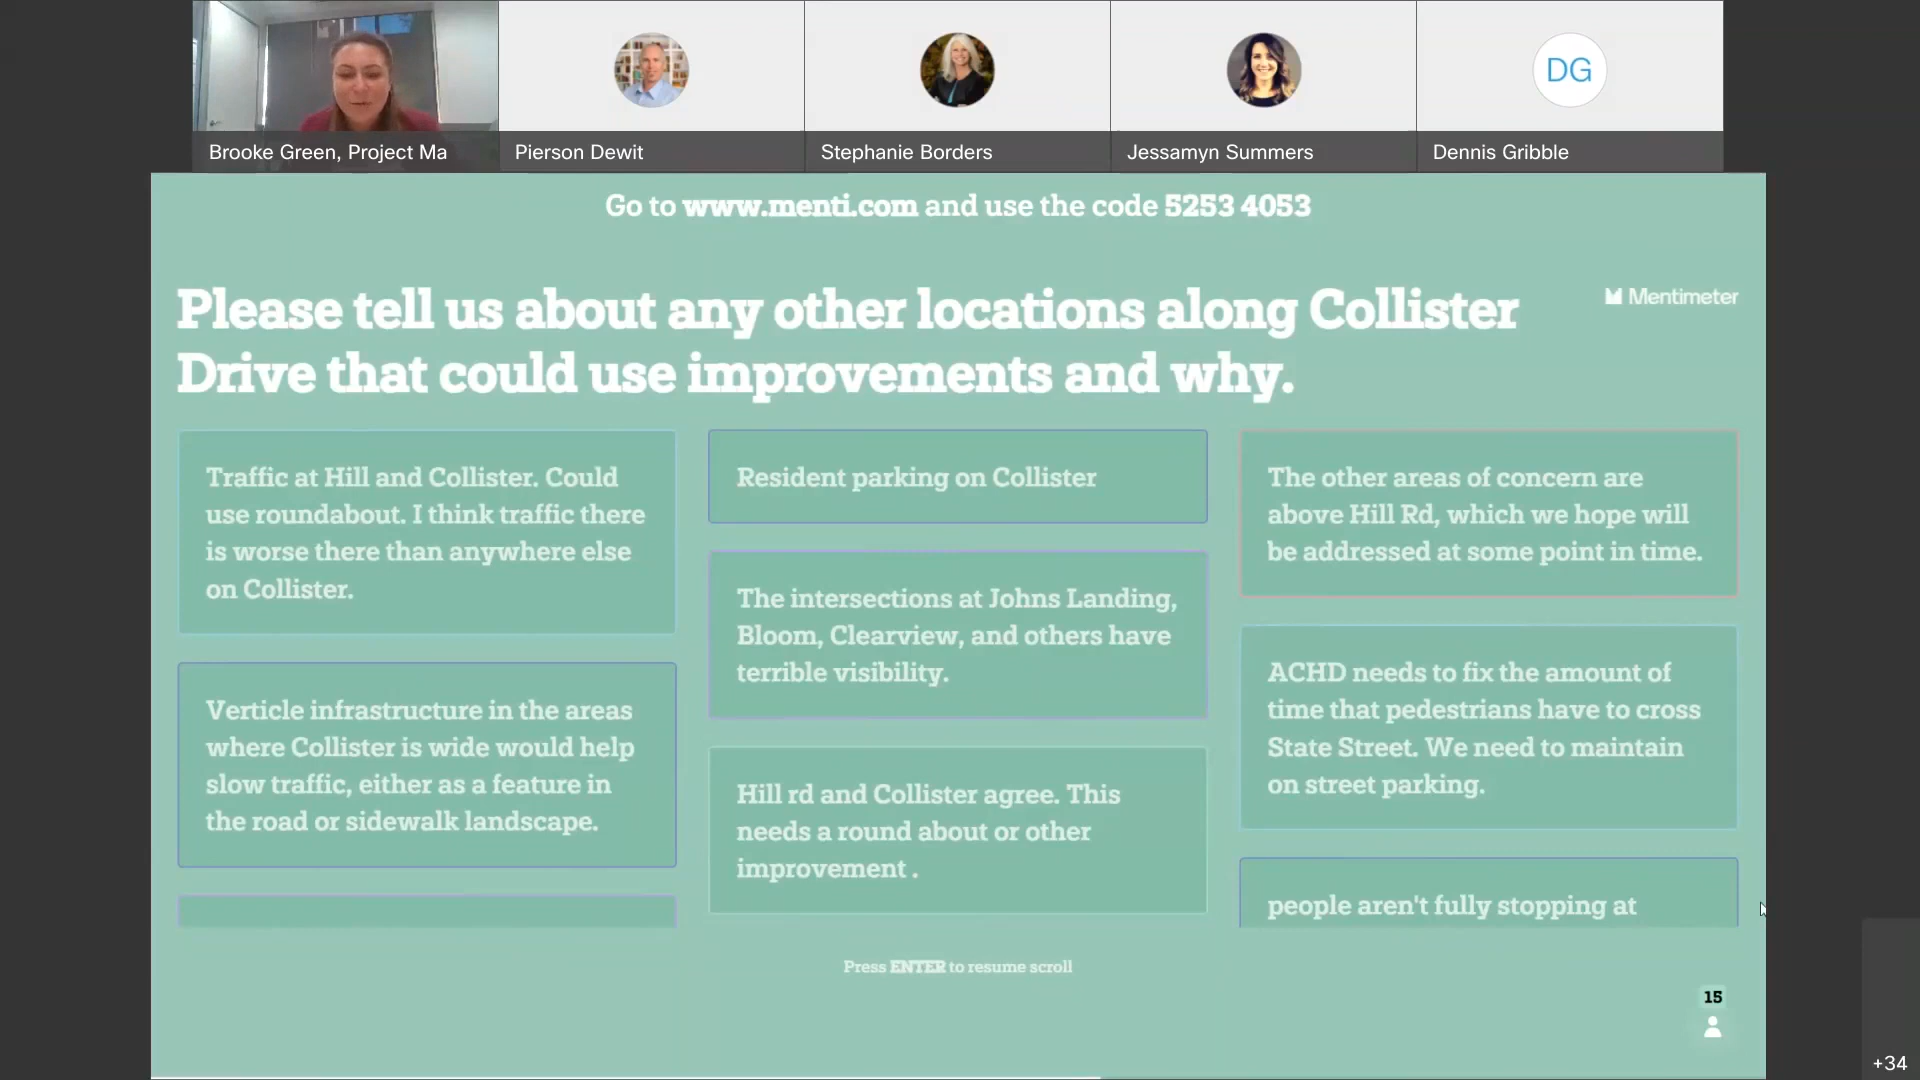 Brooke Green, Project Ma
Pierson Dewit
Stephanie Borders
Jessamyn Summers
DG
Dennis Gribble
Go to www.menti.com and use the code 5253 4053
Please tell us about any other locations along Collister
Drive that could use improvements and why.
Mentimeter
Traffic at Hill and Collister. Could
use roundabout. I think traffic there
is worse there than anywhere else
on Collister.
Verticle infrastructure in the areas
where Collister is wide would help
slow traffic, either as a feature in
the road or sidewalk landscape.
Resident parking on Collister
The intersections at Johns Landing,
Bloom, Clearview, and others have
terrible visibility.
Hill rd and Collister agree. This
needs a round about or other
improvement .
The other areas of concern are
above Hill Rd, which we hope will
be addressed at some point in time.
ACHD needs to fix the amount of
time that pedestrians have to cross
State Street. We need to maintain
on street parking.
people aren't fully stopping at
Press ENTER to resume scroll
15
+34